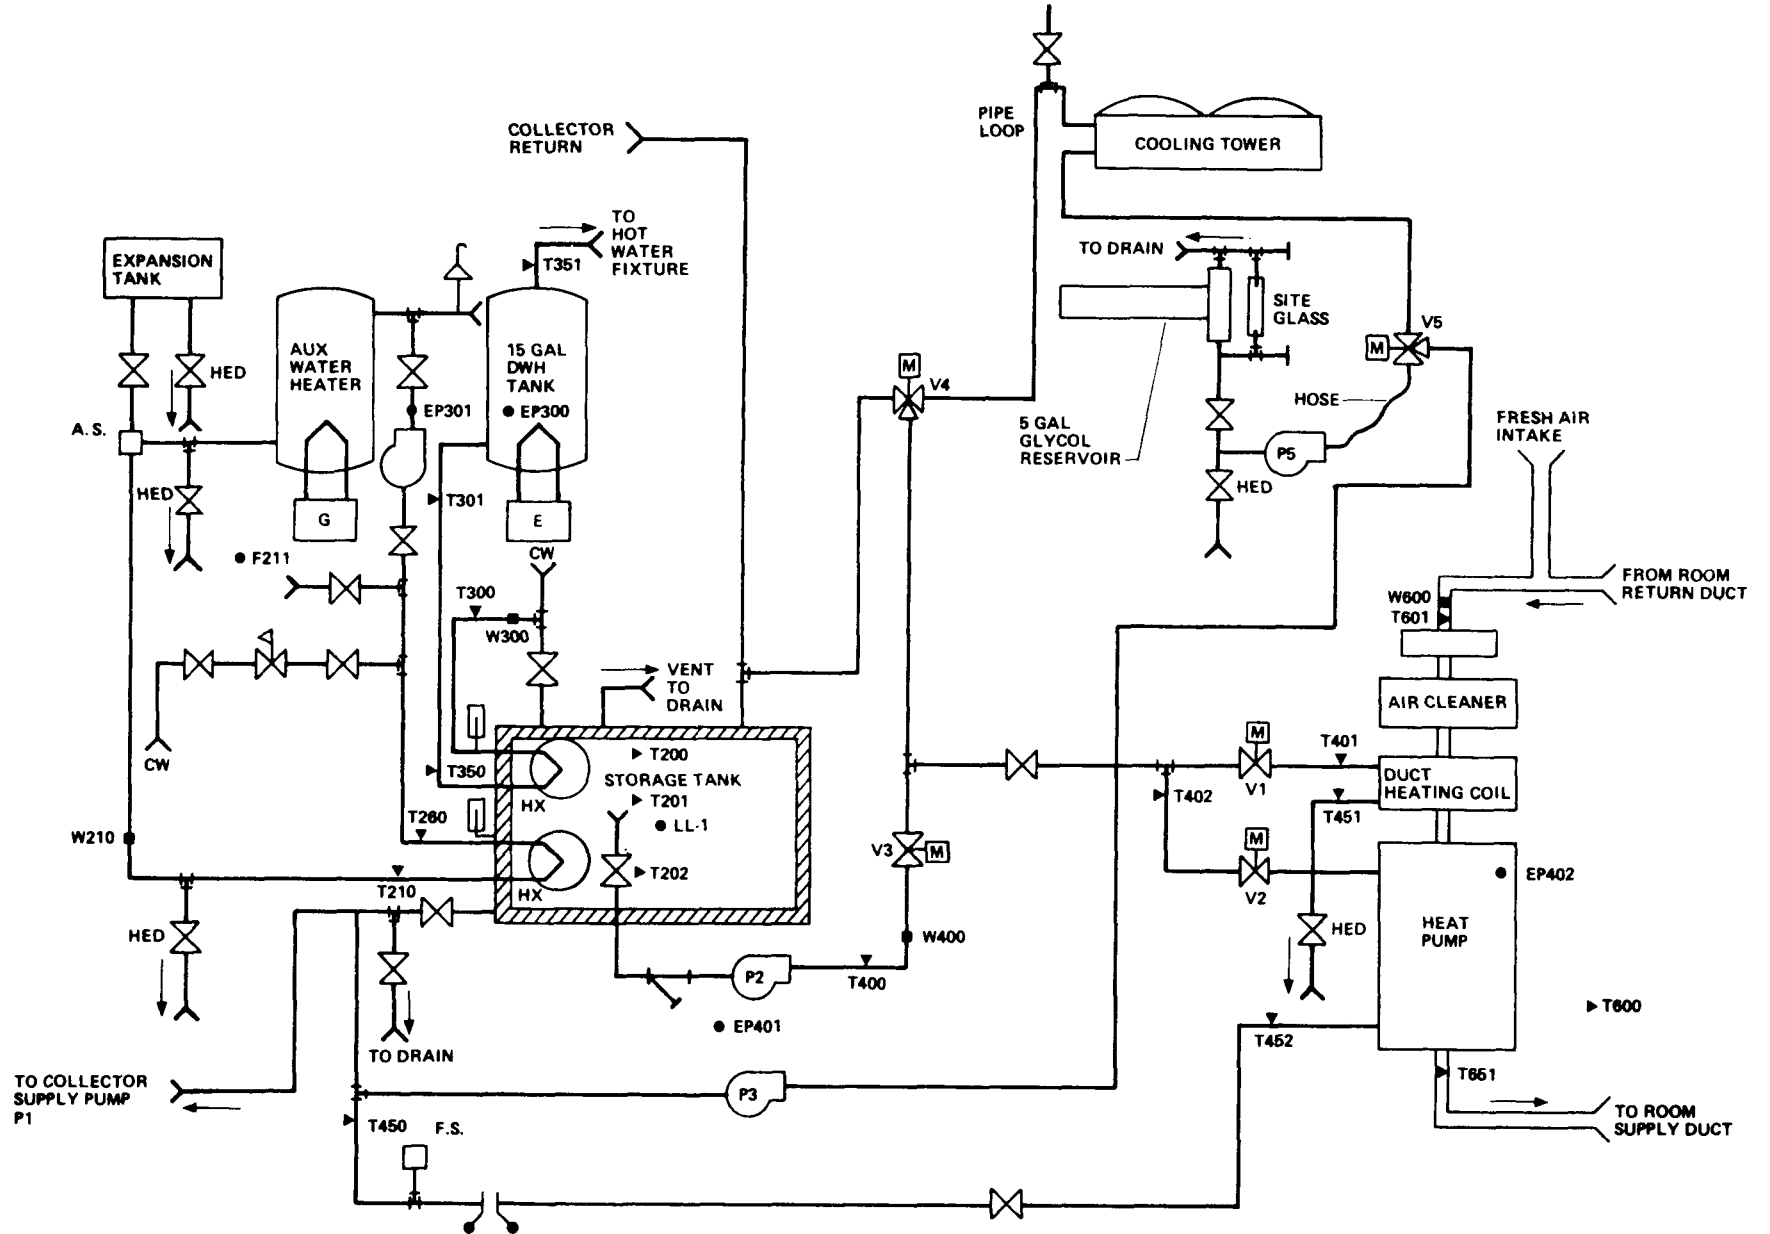 PIPE
LOOP
COOLING TOWER
COLLECTOR
RETURN
TO
HOT
WATER
FIXTURE
T351
TO DRAIN
EXPANSION
TANK
SITE
GLASS
V5
M
AUX
WATER
HEATER
15 GAL
DWH
TANK
HED
M
V4
EP301
EP300
HOSE
A.S.
5 GAL
GLYCOL
RESERVOIR
FRESH AIR
INTAKE
P5
HED
T301
HED
G
E
CW
F211
T300
W300
FROM ROOM
RETURN DUCT
W600
T601
VENT
TO
DRAIN
AIR CLEANER
CW
T200
T350
STORAGE TANK
HX
T201
LL-1
M
V1
T401
T402
DUCT
HEATING COIL
T451
W210
T260
V3
M
M
V2
T202
T210
HX
EP402
HEAT
PUMP
HED
W400
HED
P2
T400
T600
EP401
TO DRAIN
T452
T651
TO COLLECTOR
SUPPLY PUMP
P1
P3
T450
F.S.
TO ROOM
SUPPLY DUCT